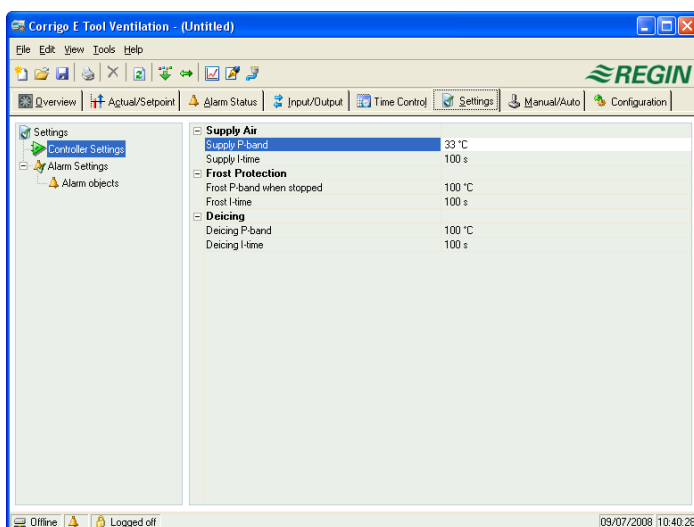 Corrigo E Tool Ventilation - (Untitled)
File Edit View Tools Help
REGIN
Overview Actual/Setpoint Alarm Status Input/Output Time Control Settings Manual/Auto Configuration
Settings
Controller Settings
Alarm Settings
Alarm objects
Supply Air
Supply P-band 33 °C
Supply I-time 100 s
Frost Protection
Frost P-band when stopped 100 °C
Frost I-time 100 s
Deicing
Deicing P-band 100 °C
Deicing I-time 100 s
Offline Logged off 09/07/2008 10:40:28